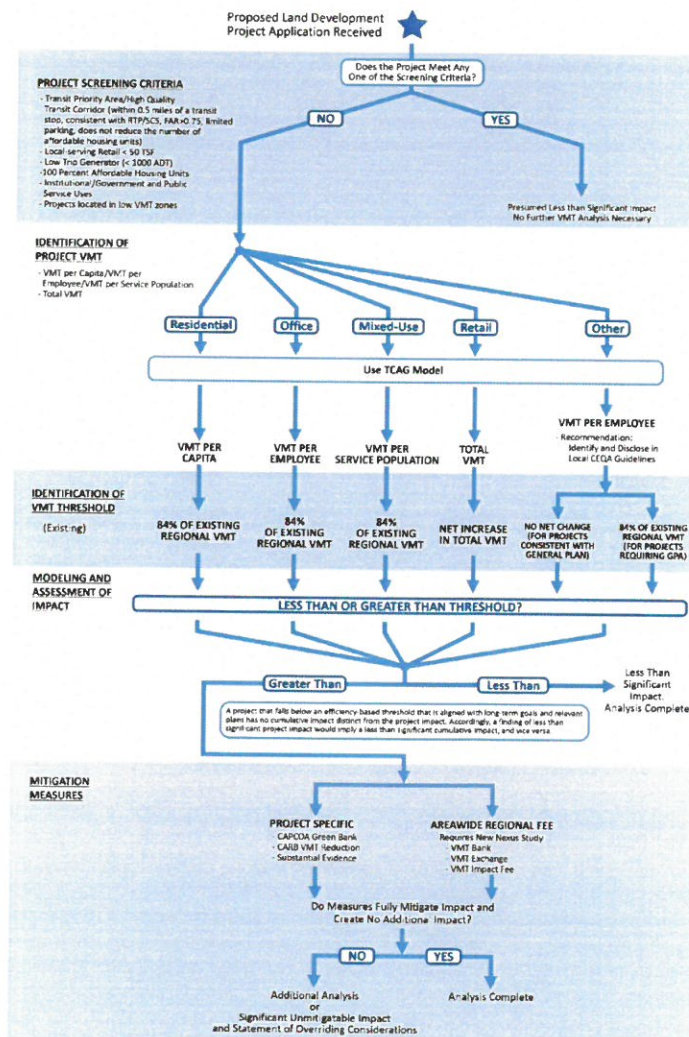 Proposed Land Development
Project Application Received
Does the Project Meet Any
One of the Screening Criteria?
PROJECT SCREENING CRITERIA
- Transit Priority Area/High Quality
Transit Corridor (within 0.5 miles of a transit
stop, consistent with RTP/SCS, FAR>0.75, limited
parking, does not reduce the number of
affordable housing units)
- Local-serving Retail < 50 TSF
- Low Trip Generator (< 1000 ADT)
-100 Percent Affordable Housing Units
- Institutional/Government and Public
Service Uses
- Projects located in low VMT zones
NO
YES
Presumed Less than Significant Impact
No Further VMT Analysis Necessary
IDENTIFICATION OF
PROJECT VMT
- VMT per Capita/VMT per
Employee/VMT per Service Population
- Total VMT
Residential
Office
Mixed-Use
Retail
Other
Use TCAG Model
VMT PER
CAPITA
VMT PER
EMPLOYEE
VMT PER
SERVICE POPULATION
TOTAL
VMT
VMT PER EMPLOYEE
- Recommendation:
Identify and Disclose in
Local CEQA Guidelines
IDENTIFICATION OF
VMT THRESHOLD
(Existing)
84% OF EXISTING
REGIONAL VMT
84%
OF EXISTING
REGIONAL VMT
84%
OF EXISTING
REGIONAL VMT
NET INCREASE
IN TOTAL VMT
NO NET CHANGE
(FOR PROJECTS
CONSISTENT WITH
GENERAL PLAN)
84% OF EXISTING
REGIONAL VMT
(FOR PROJECTS
REQUIRING GPA)
MODELING AND
ASSESSMENT OF
IMPACT
LESS THAN OR GREATER THAN THRESHOLD?
Greater Than
Less Than
Less Than
Significant
Impact.
Analysis Complete
A project that falls below an efficiency-based threshold that is aligned with long-term goals and relevant
plans has no cumulative impact distinct from the project impact. Accordingly, a finding of less than
significant project impact would imply a less than significant cumulative impact, and vice versa
MITIGATION
MEASURES
PROJECT SPECIFIC
- CAPCOA Green Bank
- CARB VMT Reduction
- Substantial Evidence
AREAWIDE REGIONAL FEE
Requires New Nexus Study
- VMT Bank
- VMT Exchange
- VMT Impact Fee
Do Measures Fully Mitigate Impact and
Create No Additional Impact?
NO
YES
Additional Analysis
or
Significant Unmitigatable Impact
and Statement of Overriding Considerations
Analysis Complete